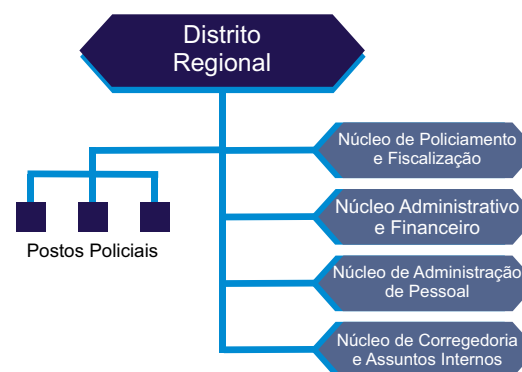 Distrito
Regional
Núcleo de Policiamento
e Fiscalização
Núcleo Administrativo
e Financeiro
Postos Policiais
Núcleo de Administração
de Pessoal
Núcleo de Corregedoria
e Assuntos Internos